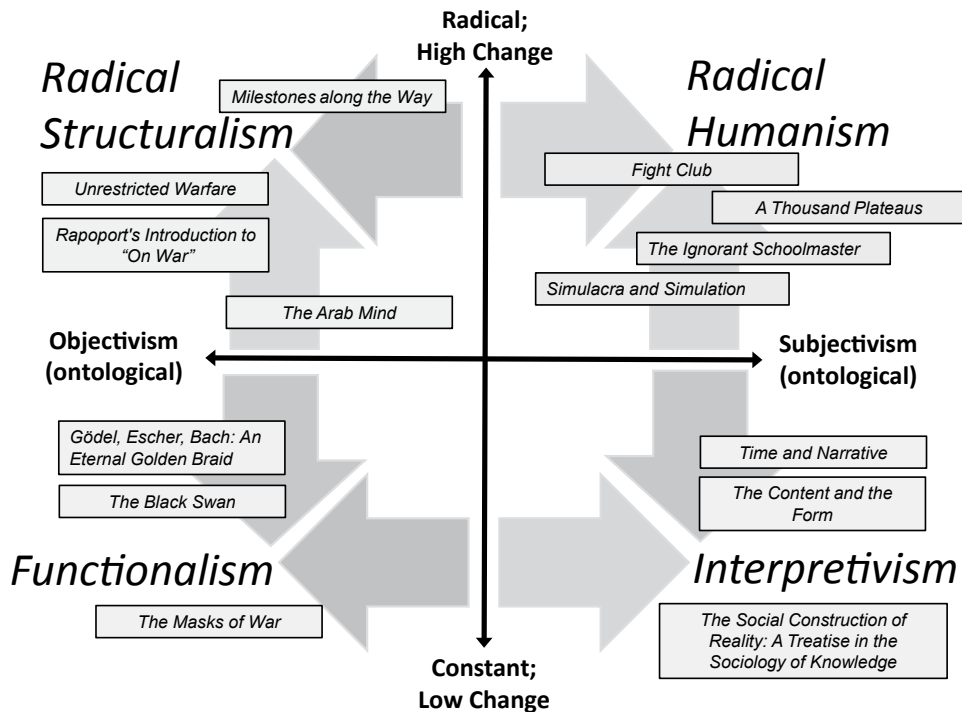 Radical;
High Change
Radical
Structuralism
Radical
Humanism
Milestones along the Way
Fight Club
Unrestricted Warfare
A Thousand Plateaus
Rapoport's Introduction to
“On War”
The Ignorant Schoolmaster
Simulacra and Simulation
The Arab Mind
Objectivism
(ontological)
Subjectivism
(ontological)
Gödel, Escher, Bach: An
Eternal Golden Braid
Time and Narrative
The Black Swan
The Content and the
Form
Functionalism
Interpretivism
The Masks of War
The Social Construction of
Reality: A Treatise in the
Sociology of Knowledge
Constant;
Low Change